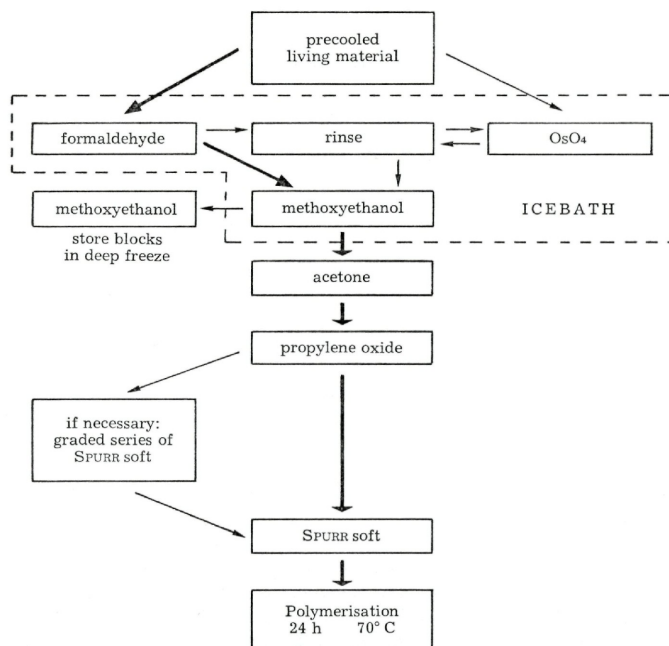 precooled
living material
formaldehyde
rinse
OsO4
methoxyethanol
methoxyethanol
ICEBATH
store blocks
in deep freeze
acetone
propylene oxide
if necessary:
graded series of
SPURR soft
SPURR soft
Polymerisation
24 h 70° C